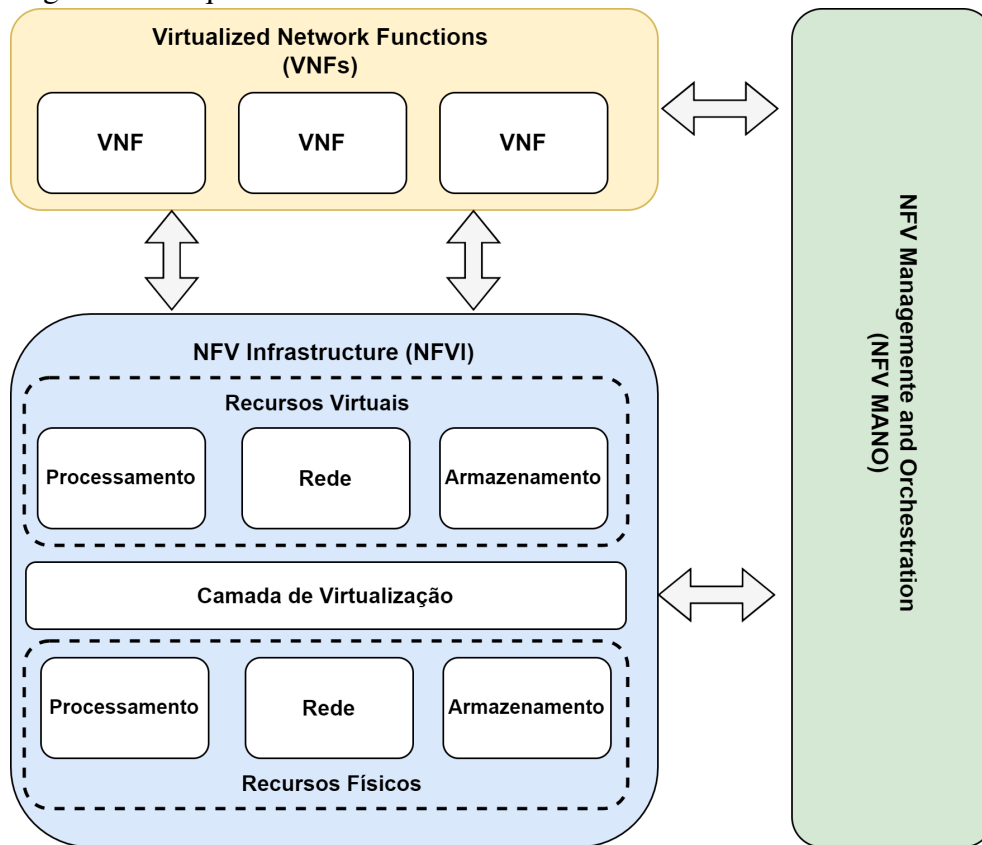 Virtualized Network Functions
(VNFs)
VNF
VNF
VNF
NFV Infrastructure (NFVI)
Recursos Virtuais
Processamento
Rede
Armazenamento
Camada de Virtualização
Processamento
Rede
Armazenamento
Recursos Físicos
NFV Managemente and Orchestration
(NFV MANO)